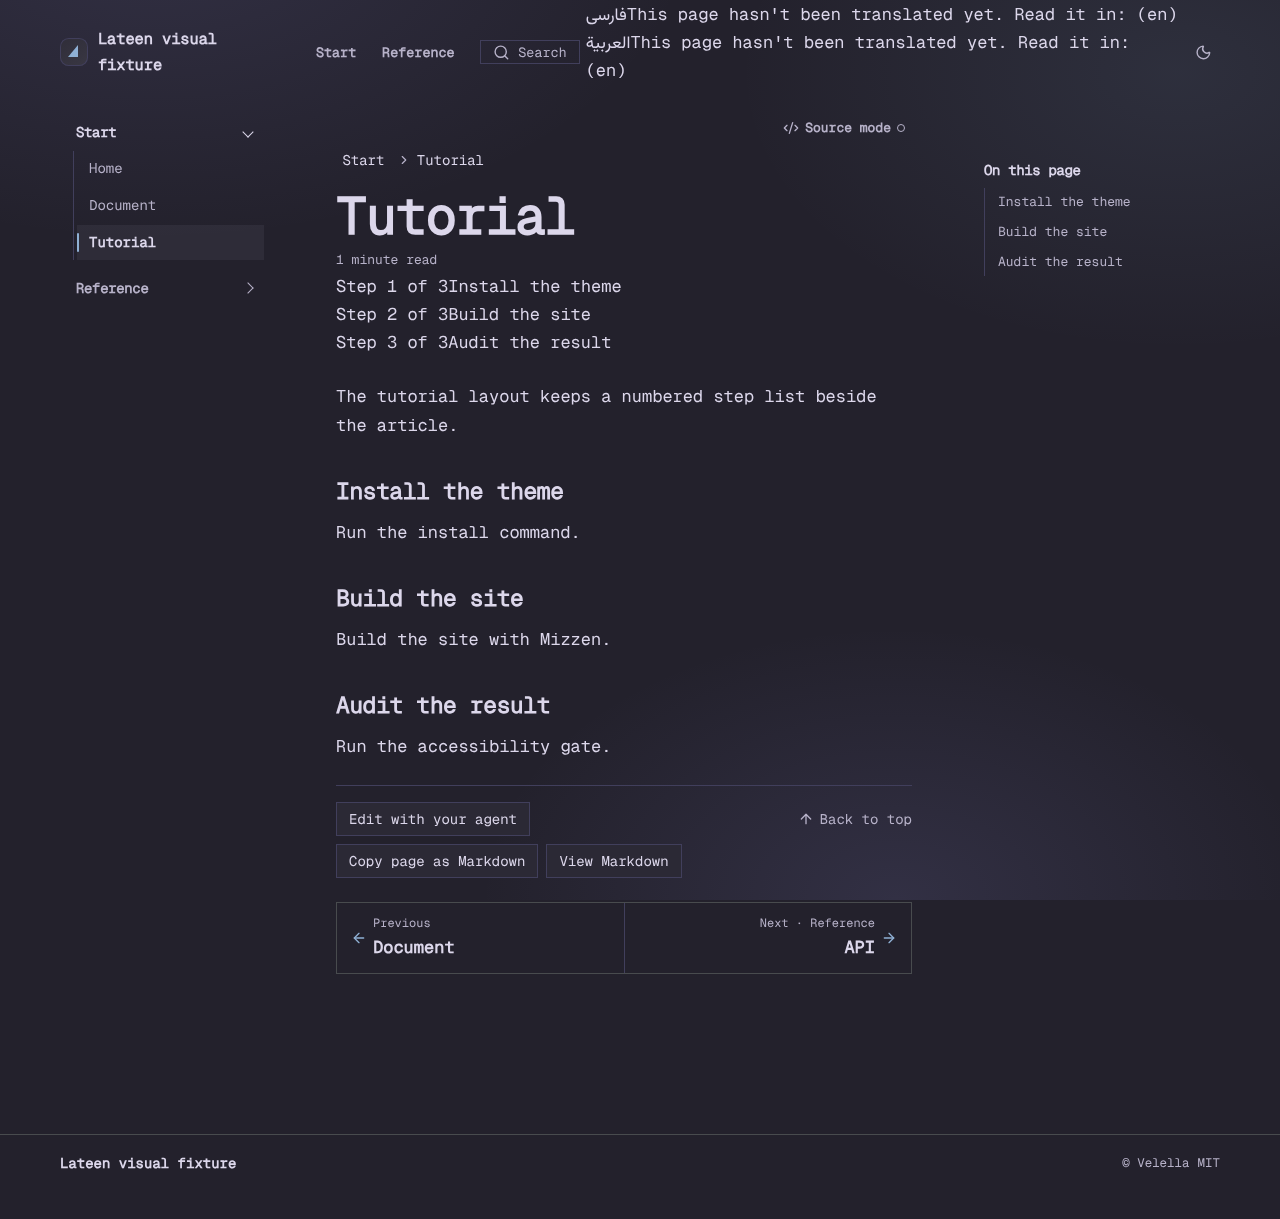 Lateen visual
fixture
Start
Reference
Search
فارسیThis page hasn't been translated yet. Read it in: (en)
العربيةThis page hasn't been translated yet. Read it in:
(en)
Start
Home
Document
Tutorial
Reference
Source mode
Start
Tutorial
Tutorial
1 minute read
Step 1 of 3Install the theme
Step 2 of 3Build the site
Step 3 of 3Audit the result
The tutorial layout keeps a numbered step list beside
the article.
Install the theme
Run the install command.
Build the site
Build the site with Mizzen.
Audit the result
Run the accessibility gate.
Edit with your agent
Back to top
Copy page as Markdown
View Markdown
Previous
Document
Next · Reference
API
On this page
Install the theme
Build the site
Audit the result
Lateen visual fixture
© Velella MIT